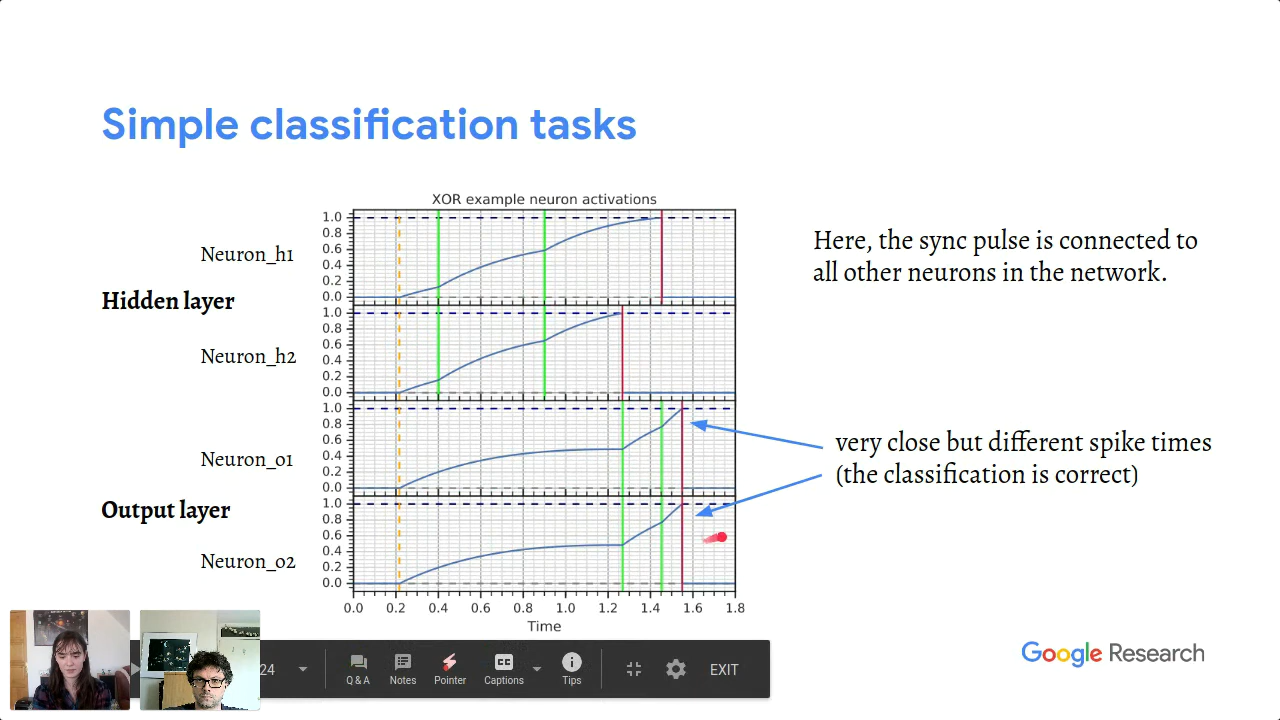 Simple classification tasks
XOR example neuron activations
1.0
0.8
0.6
0.4
0.2
0.0
Neuron_h1
Hidden layer
1.0
0.8
0.6
0.4
0.2
0.0
Neuron_h2
1.0
0.8
0.6
0.4
0.2
0.0
Neuron_o1
Output layer
1.0
0.8
0.6
0.4
0.2
0.0
Neuron_o2
0.0 0.2 0.4 0.6 0.8 1.0 1.2 1.4 1.6 1.8
Time
Here, the sync pulse is connected to
all other neurons in the network.
very close but different spike times
(the classification is correct)
Google Research
24
Q & A
Notes
Pointer
CC
Captions
Tips
EXIT